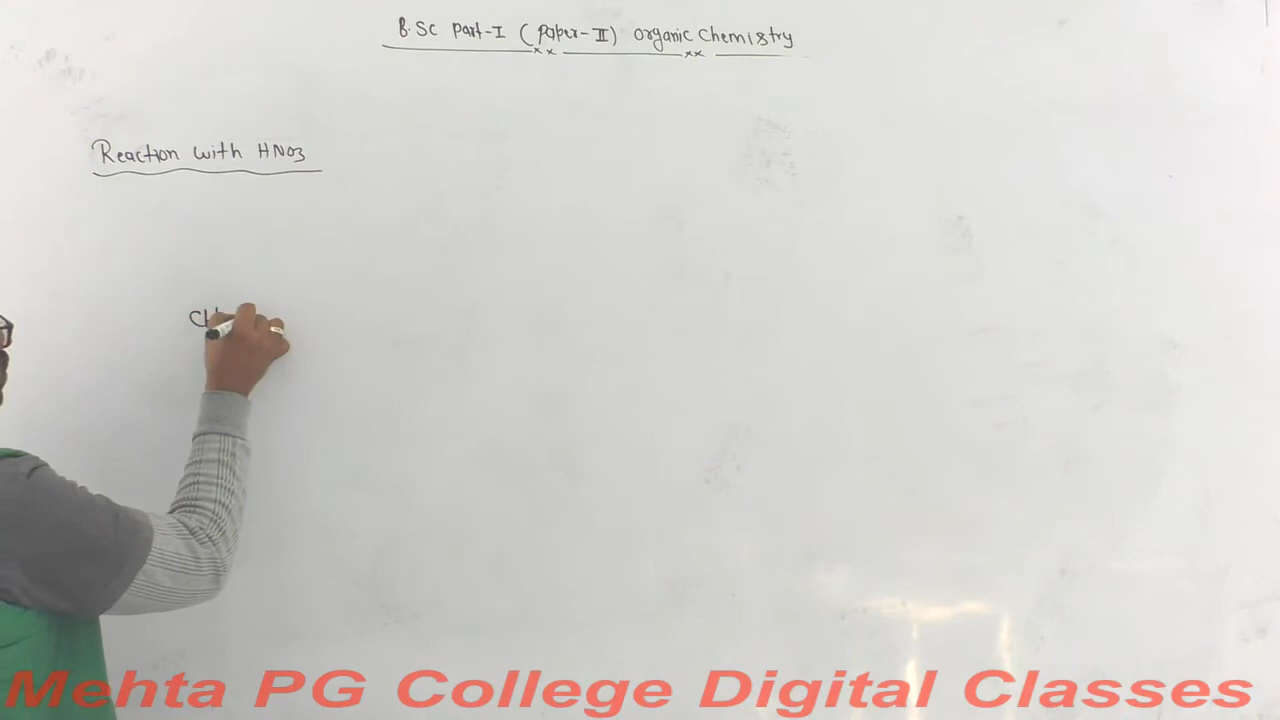 B.Sc Part-I (Paper-II) Organic Chemistry
Reaction with HNO3
Mehta PG College Digital Classes